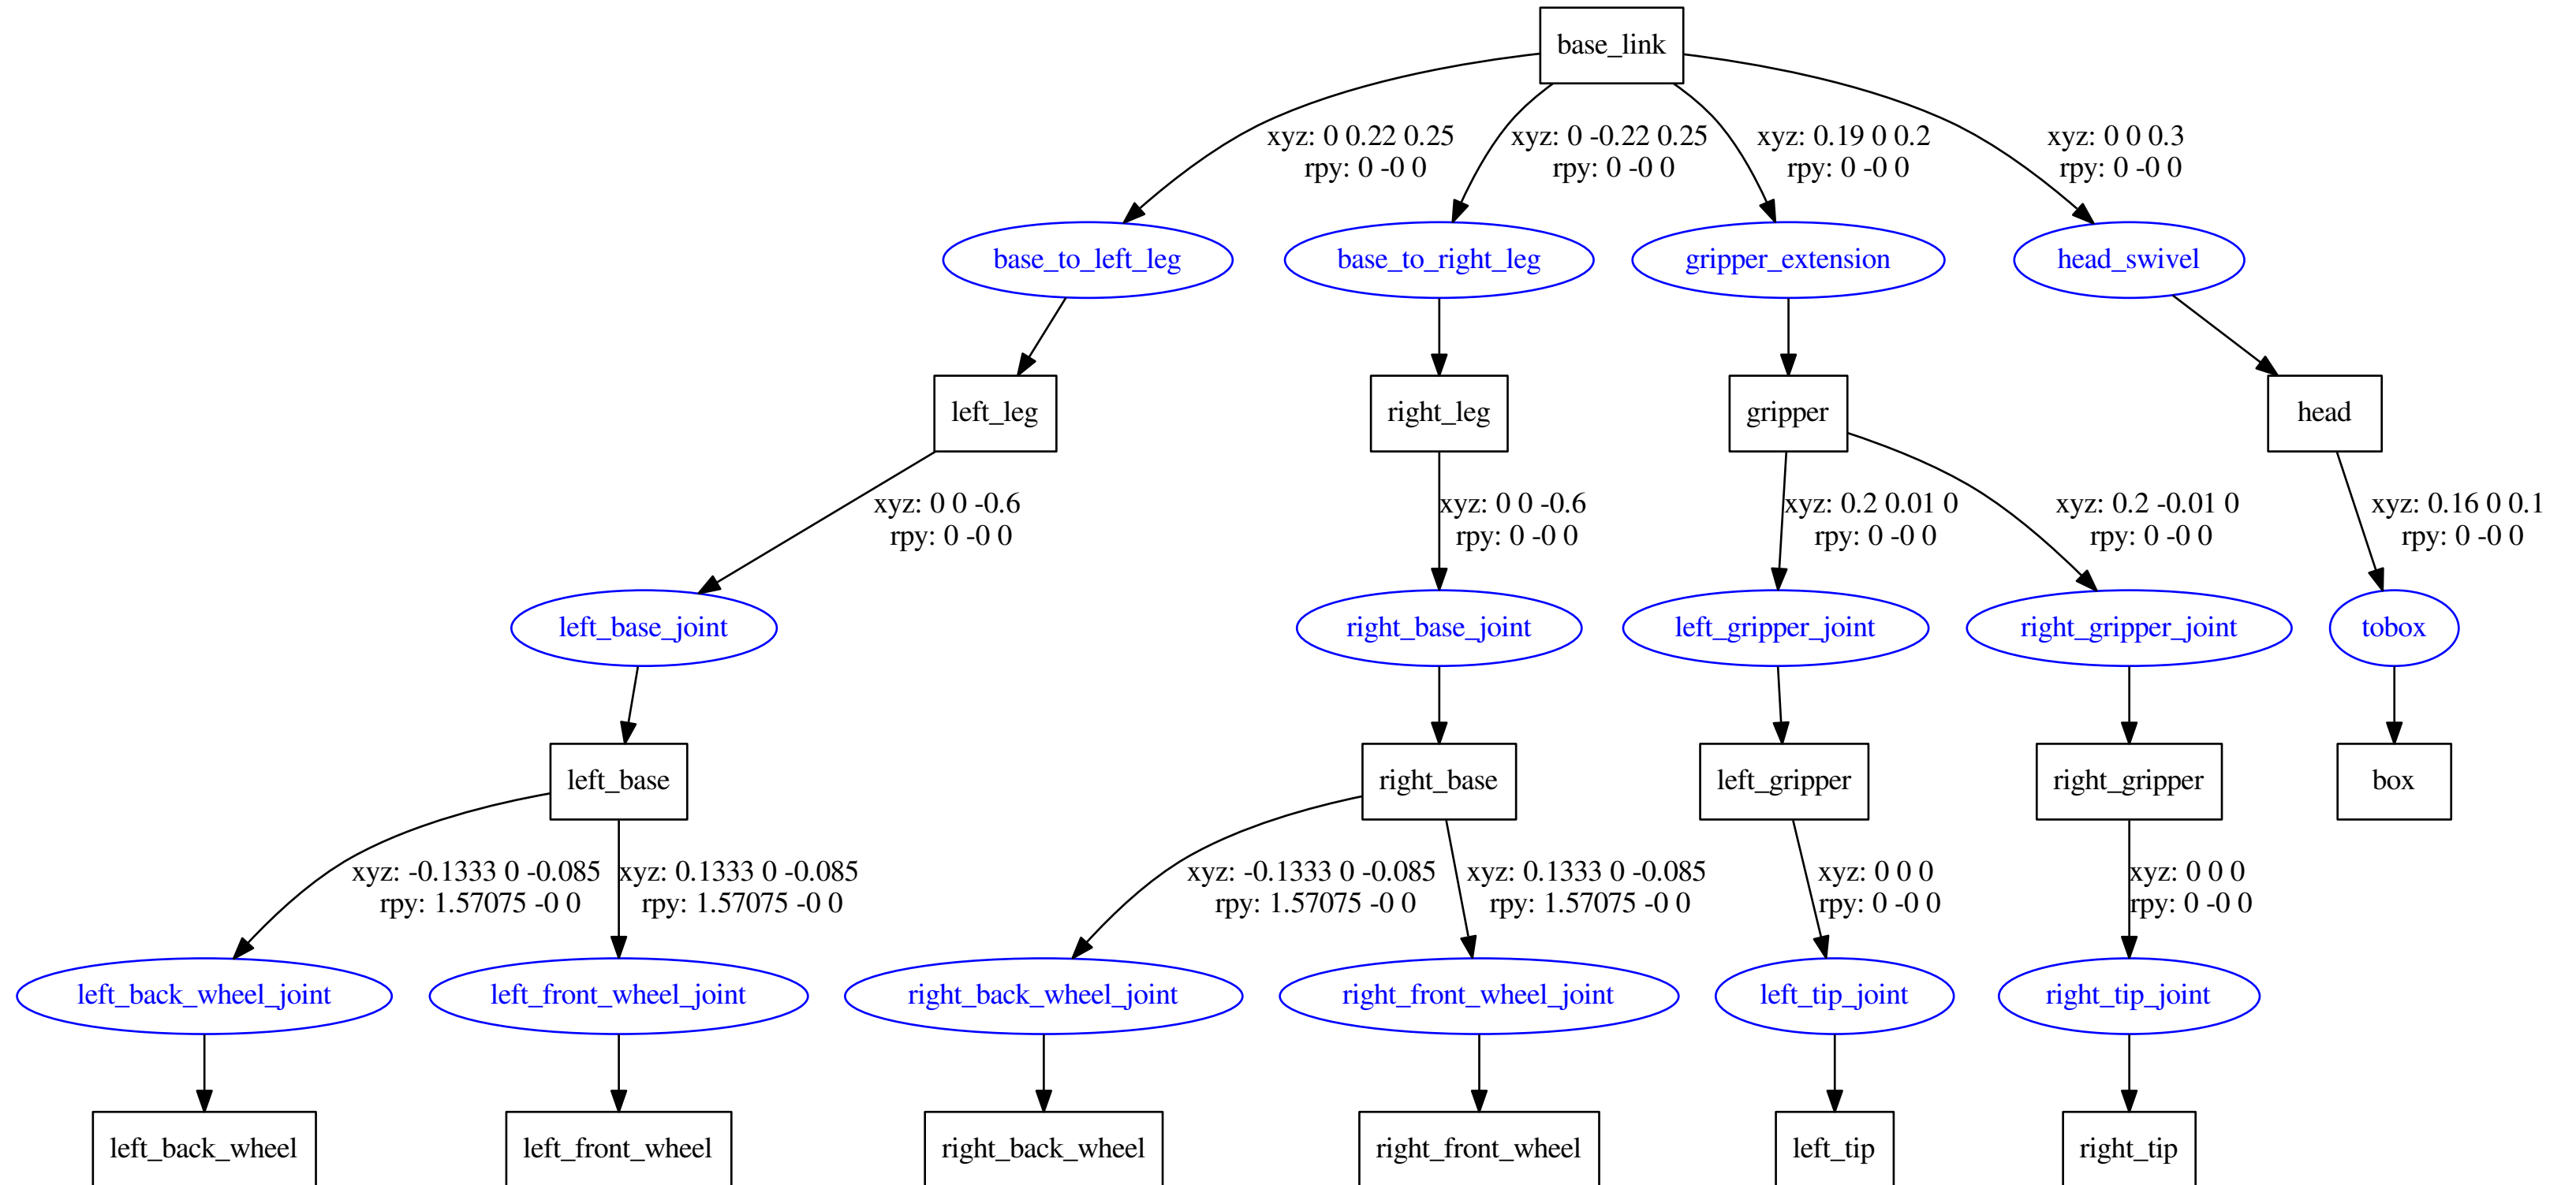 base_link
xyz: 0 0.22 0.25
rpy: 0 -0 0
xyz: 0 -0.22 0.25
rpy: 0 -0 0
xyz: 0.19 0 0.2
rpy: 0 -0 0
xyz: 0 0 0.3
rpy: 0 -0 0
base_to_left_leg
base_to_right_leg
gripper_extension
head_swivel
left_leg
right_leg
gripper
head
xyz: 0 0 -0.6
rpy: 0 -0 0
xyz: 0 0 -0.6
rpy: 0 -0 0
xyz: 0.2 0.01 0
rpy: 0 -0 0
xyz: 0.2 -0.01 0
rpy: 0 -0 0
xyz: 0.16 0 0.1
rpy: 0 -0 0
left_base_joint
right_base_joint
left_gripper_joint
right_gripper_joint
tobox
left_base
right_base
left_gripper
right_gripper
box
xyz: -0.1333 0 -0.085
rpy: 1.57075 -0 0
xyz: 0.1333 0 -0.085
rpy: 1.57075 -0 0
xyz: -0.1333 0 -0.085
rpy: 1.57075 -0 0
xyz: 0.1333 0 -0.085
rpy: 1.57075 -0 0
xyz: 0 0 0
rpy: 0 -0 0
xyz: 0 0 0
rpy: 0 -0 0
left_back_wheel_joint
left_front_wheel_joint
right_back_wheel_joint
right_front_wheel_joint
left_tip_joint
right_tip_joint
left_back_wheel
left_front_wheel
right_back_wheel
right_front_wheel
left_tip
right_tip